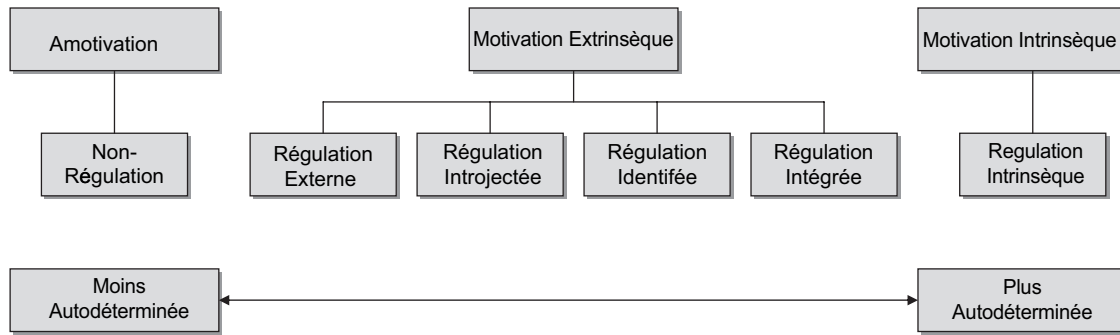 Amotivation
Motivation Extrinsèque
Motivation Intrinsèque
Non-
Régulation
Régulation
Externe
Régulation
Introjectée
Régulation
Identifée
Régulation
Intégrée
Regulation
Intrinsèque
Moins
Autodéterminée
Plus
Autodéterminée